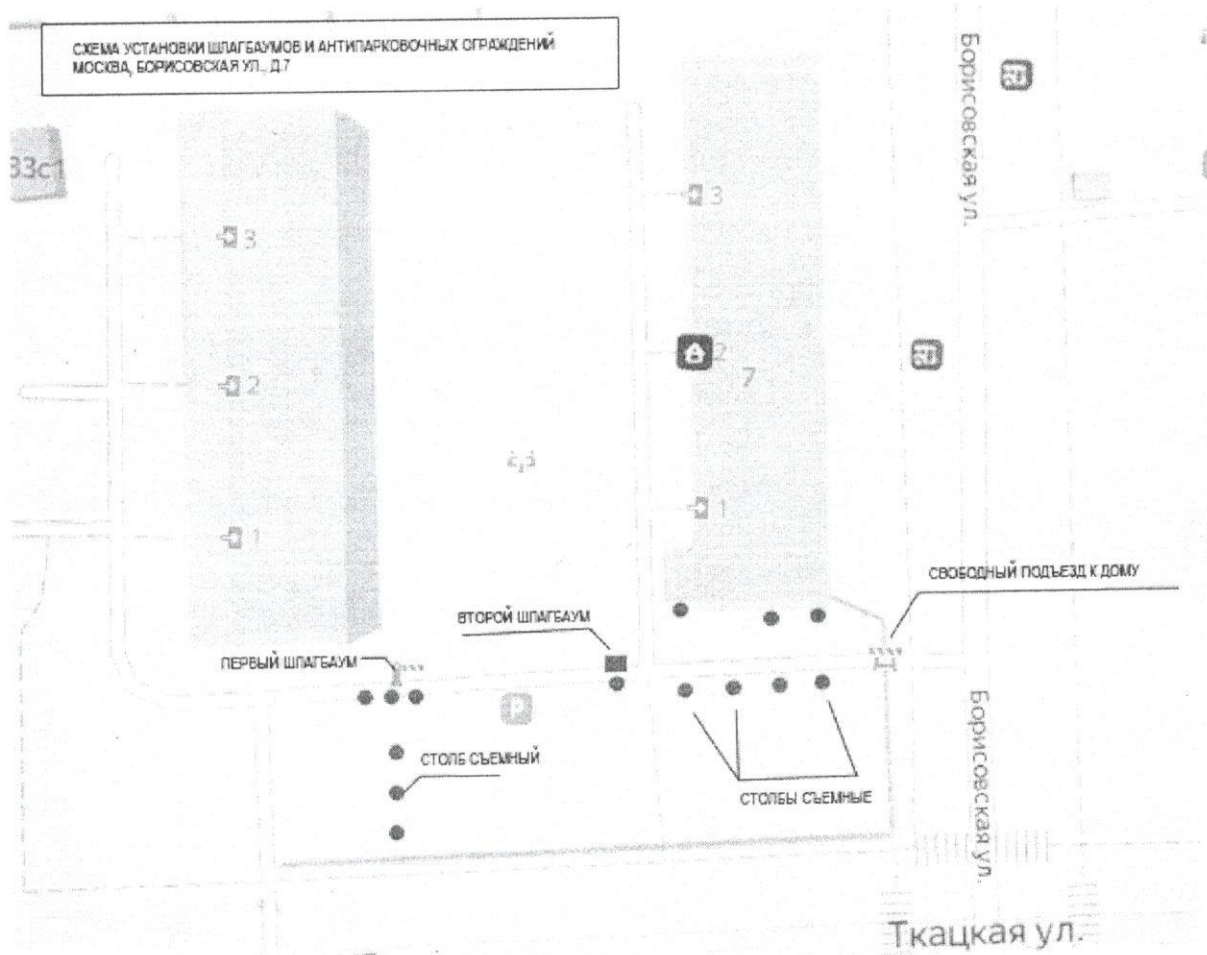 СХЕМА УСТАНОВКИ ШЛАГБАУМОВ И АНТИПАРКОВОЧНЫХ ОГРАЖДЕНИЙ
МОСКВА, БОРИСОВСКАЯ УЛ., Д.7
Борисовская ул.
33с1
3
3
2
7
2
1
1
СВОБОДНЫЙ ПОДЪЕЗД К ДОМУ
ВТОРОЙ ШЛАГБАУМ
ПЕРВЫЙ ШЛАГБАУМ
P
СТОЛБ СЪЕМНЫЙ
СТОЛБЫ СЪЕМНЫЕ
Борисовская ул.
Ткацкая ул.